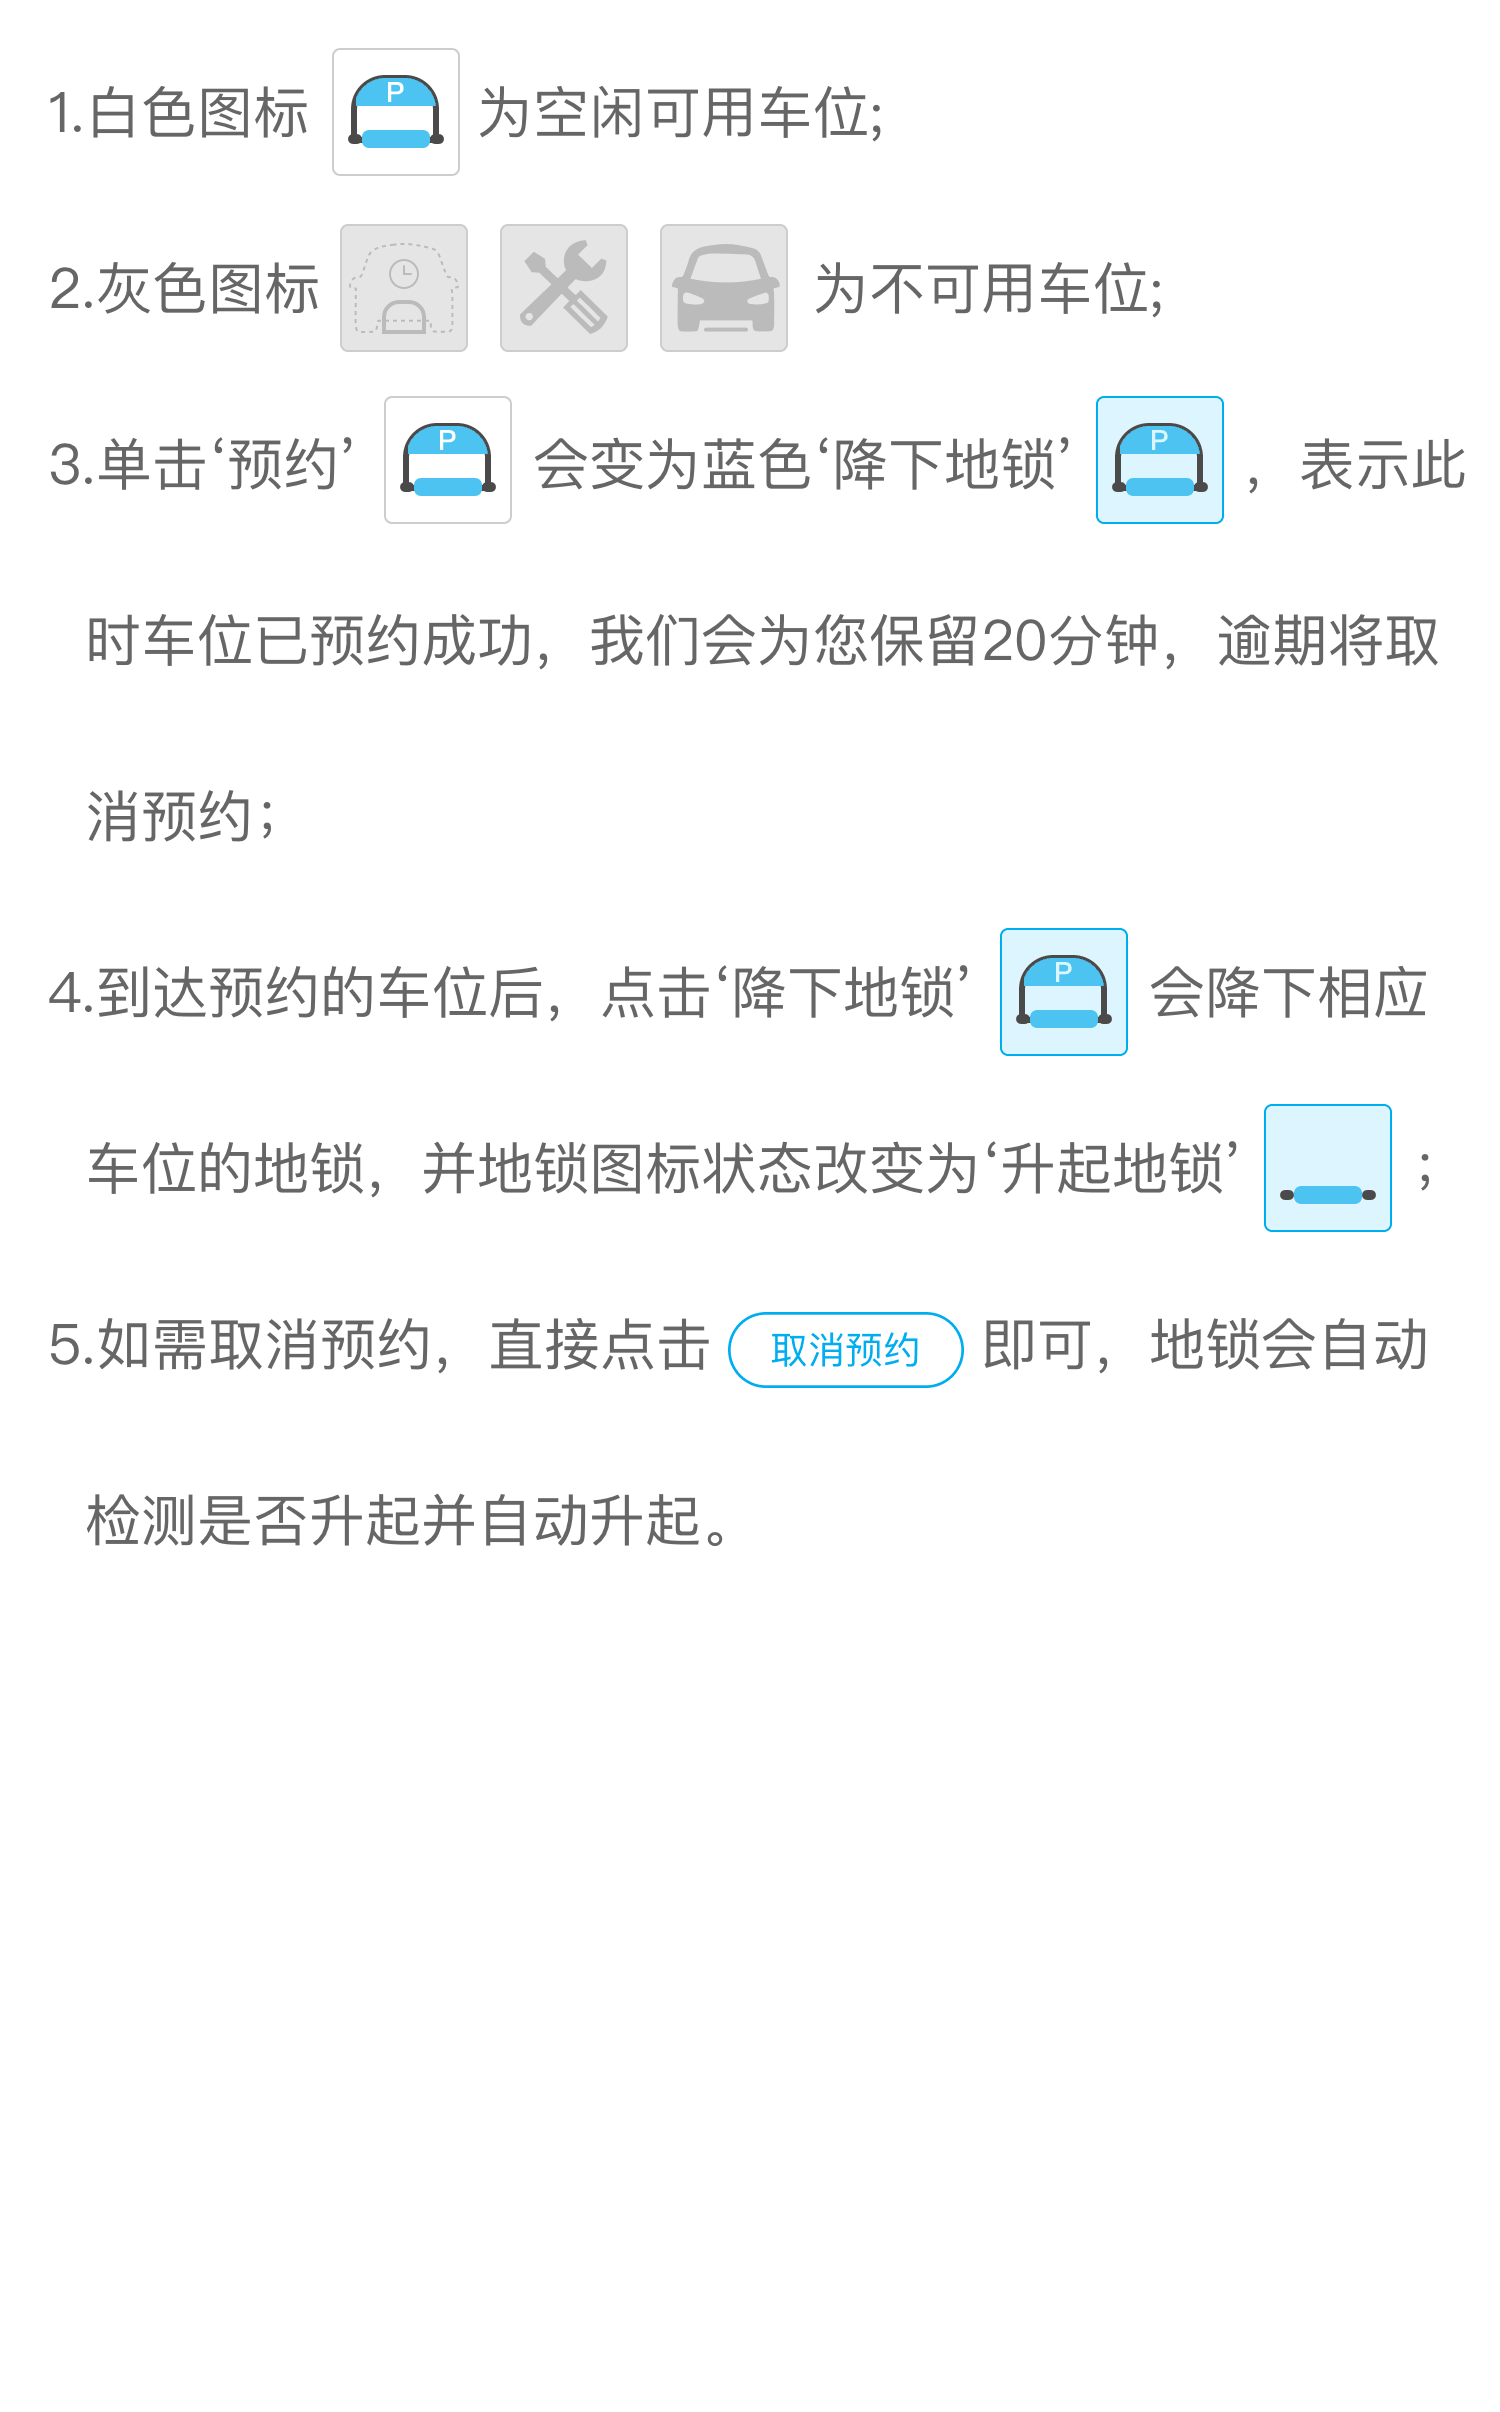 1.白色图标 P 为空闲可用车位;
2.灰色图标 为不可用车位;
3.单击‘预约’ P 会变为蓝色‘降下地锁’ P ，表示此
时车位已预约成功，我们会为您保留20分钟，逾期将取
消预约；
4.到达预约的车位后，点击‘降下地锁’ P 会降下相应
车位的地锁，并地锁图标状态改变为‘升起地锁’ ；
5.如需取消预约，直接点击 取消预约 即可，地锁会自动
检测是否升起并自动升起。